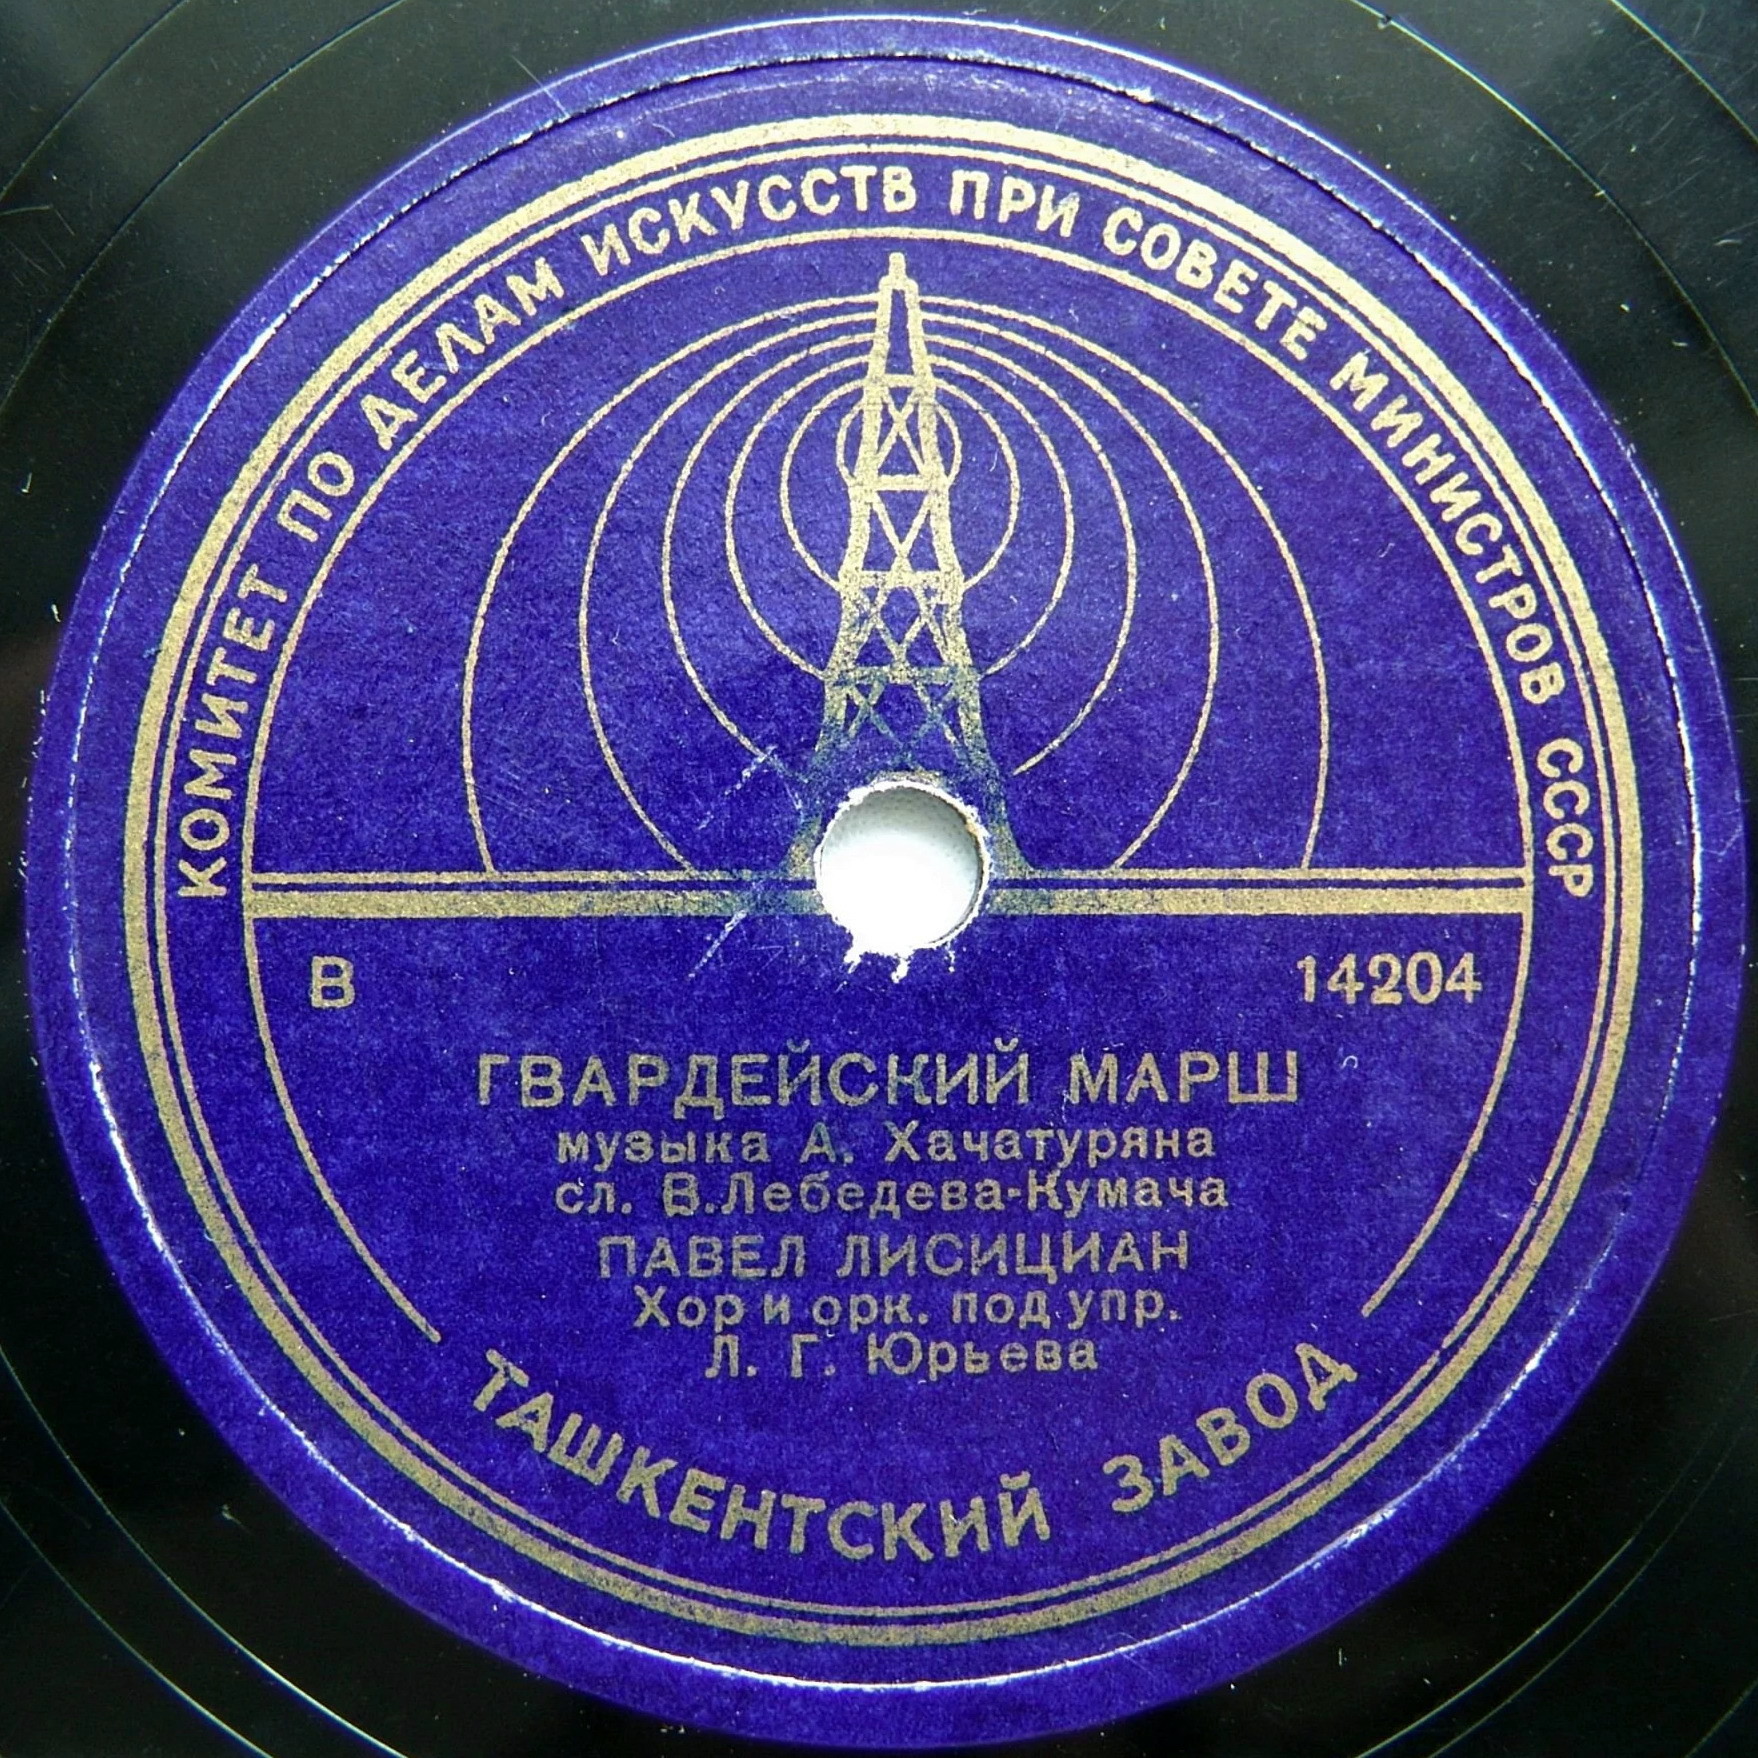 КОМИТЕТ ПО ДЕЛАМ ИСКУССТВ ПРИ СОВЕТЕ МИНИСТРОВ СССР
В 14204
ГВАРДЕЙСКИЙ МАРШ
музыка А. Хачатуряна
сл. В.Лебедева-Кумача
ПАВЕЛ ЛИСИЦИАН
Хор и орк. под упр.
Л. Г. Юрьева
ТАШКЕНТСКИЙ ЗАВОД